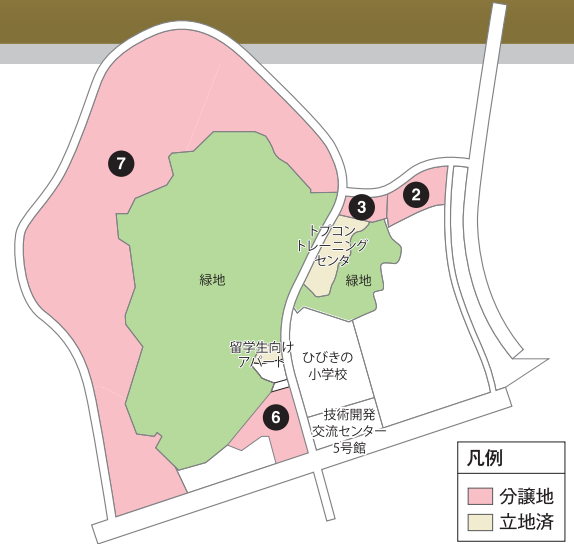 7
3
2
トプコン
トレーニング
センタ
緑地
緑地
留学生向け
アパート
ひびきの
小学校
6
技術開発
交流センター
5号館
凡例
分譲地
立地済